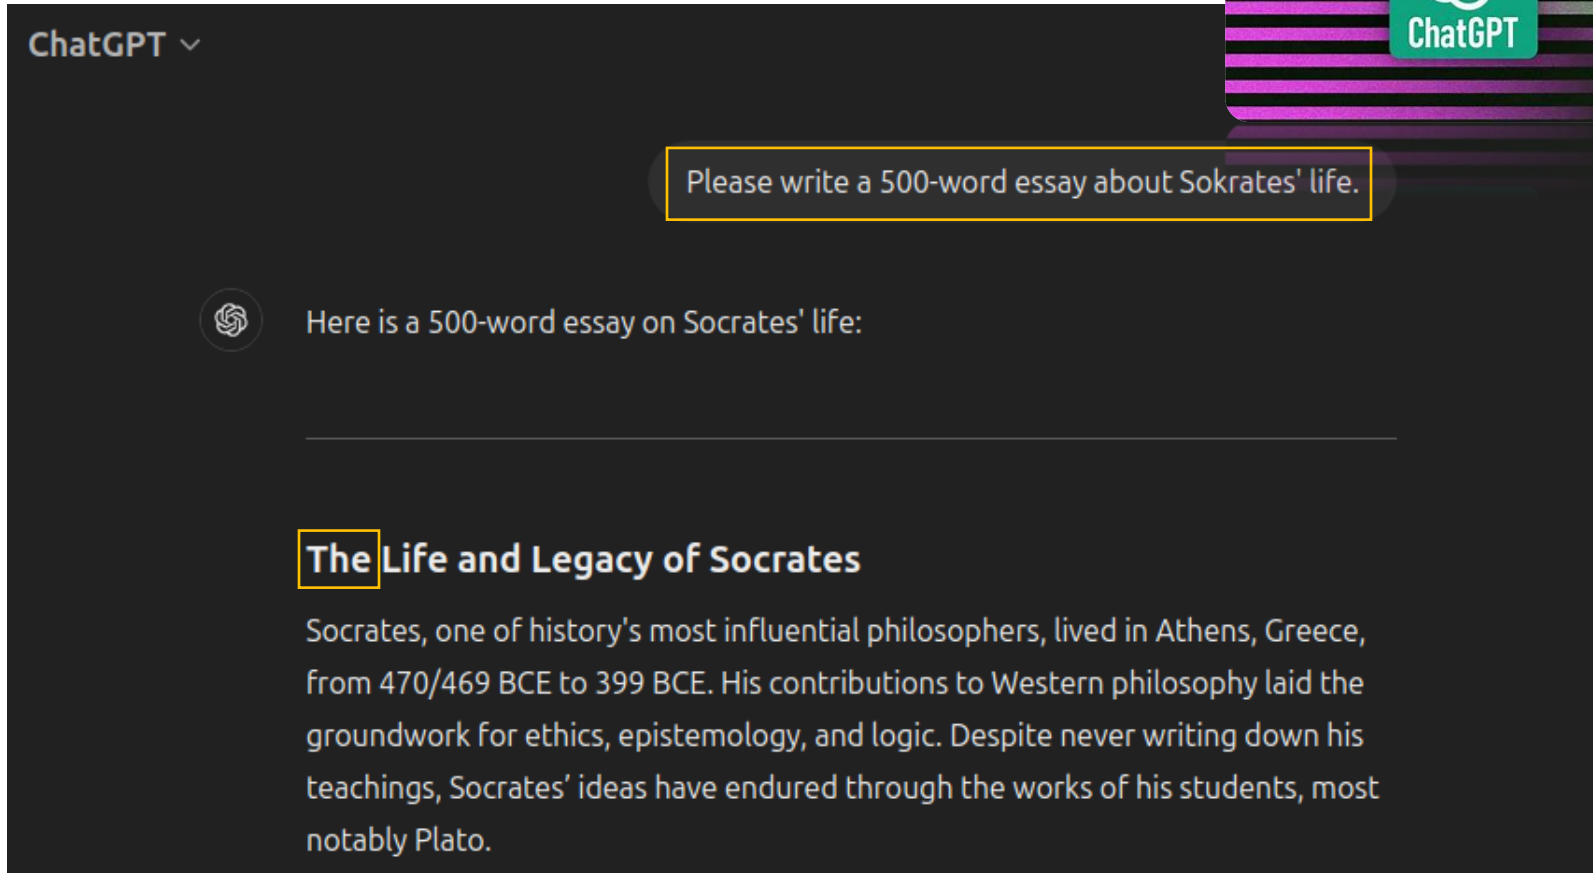 ChatGPT
ChatGPT
Please write a 500-word essay about Sokrates' life.
Here is a 500-word essay on Socrates' life:
The Life and Legacy of Socrates
Socrates, one of history's most influential philosophers, lived in Athens, Greece,
from 470/469 BCE to 399 BCE. His contributions to Western philosophy laid the
groundwork for ethics, epistemology, and logic. Despite never writing down his
teachings, Socrates’ ideas have endured through the works of his students, most
notably Plato.